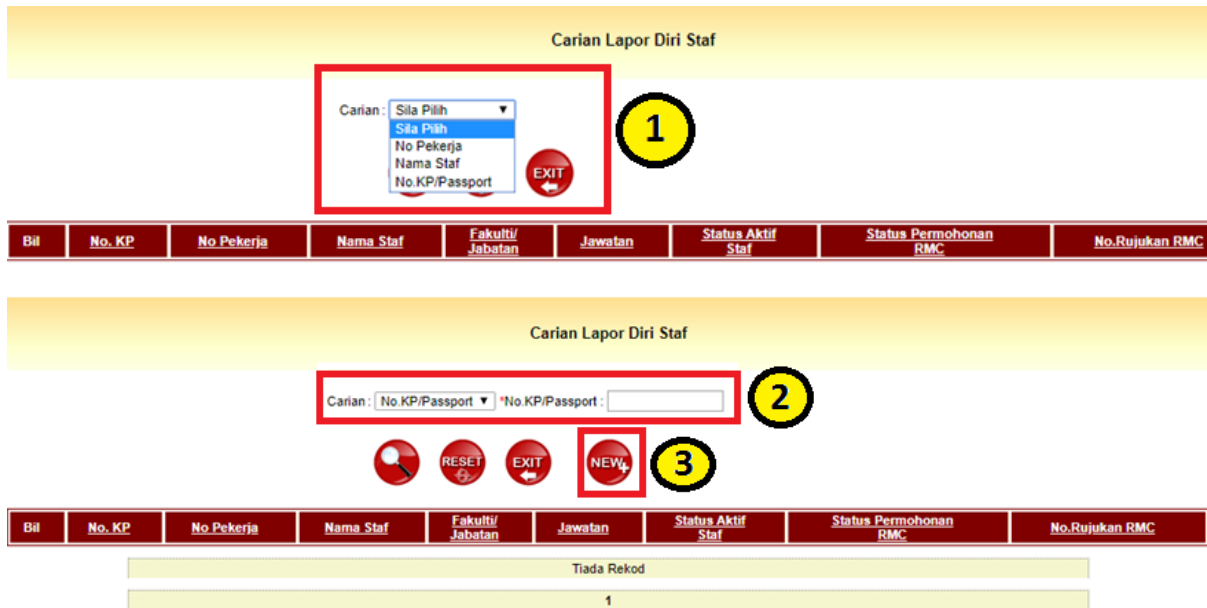 Carian Lapor Diri Staf
Carian : Sila Pilih
Sila Pilih
No Pekerja
Nama Staf
No.KP/Passport
EXIT
1
Bil No. KP No Pekerja Nama Staf Fakulti/ Jabatan Jawatan Status Aktif Staf Status Permohonan RMC No.Rujukan RMC
Carian Lapor Diri Staf
Carian : No.KP/Passport *No.KP/Passport :
2
RESET EXIT NEW
3
Bil No. KP No Pekerja Nama Staf Fakulti/ Jabatan Jawatan Status Aktif Staf Status Permohonan RMC No.Rujukan RMC
Tiada Rekod
1